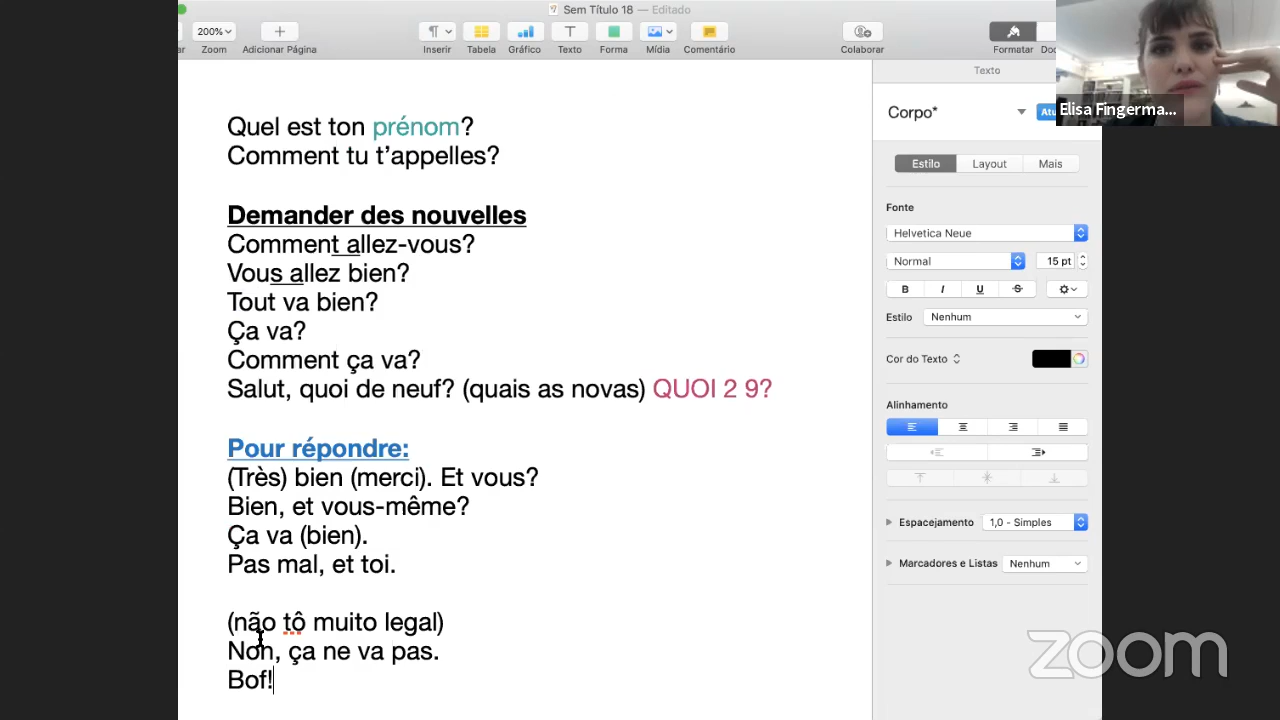 Sem Título 18 — Editado
200%
Zoom
Adicionar Página
Inserir
Tabela
Gráfico
Texto
Forma
Mídia
Comentário
Colaborar
Formatar
Texto
Elisa Fingerma...
Corpo*
Estilo
Layout
Mais
Fonte
Helvetica Neue
Normal
15 pt
B
I
U
S
Estilo
Nenhum
Cor do Texto
Alinhamento
Espacejamento
1,0 - Simples
Marcadores e Listas
Nenhum
Quel est ton prénom?
Comment tu t’appelles?
Demander des nouvelles
Comment allez-vous?
Vous allez bien?
Tout va bien?
Ça va?
Comment ça va?
Salut, quoi de neuf? (quais as novas) QUOI 2 9?
Pour répondre:
(Très) bien (merci). Et vous?
Bien, et vous-même?
Ça va (bien).
Pas mal, et toi.
(não tô muito legal)
Non, ça ne va pas.
Bof!
zoom